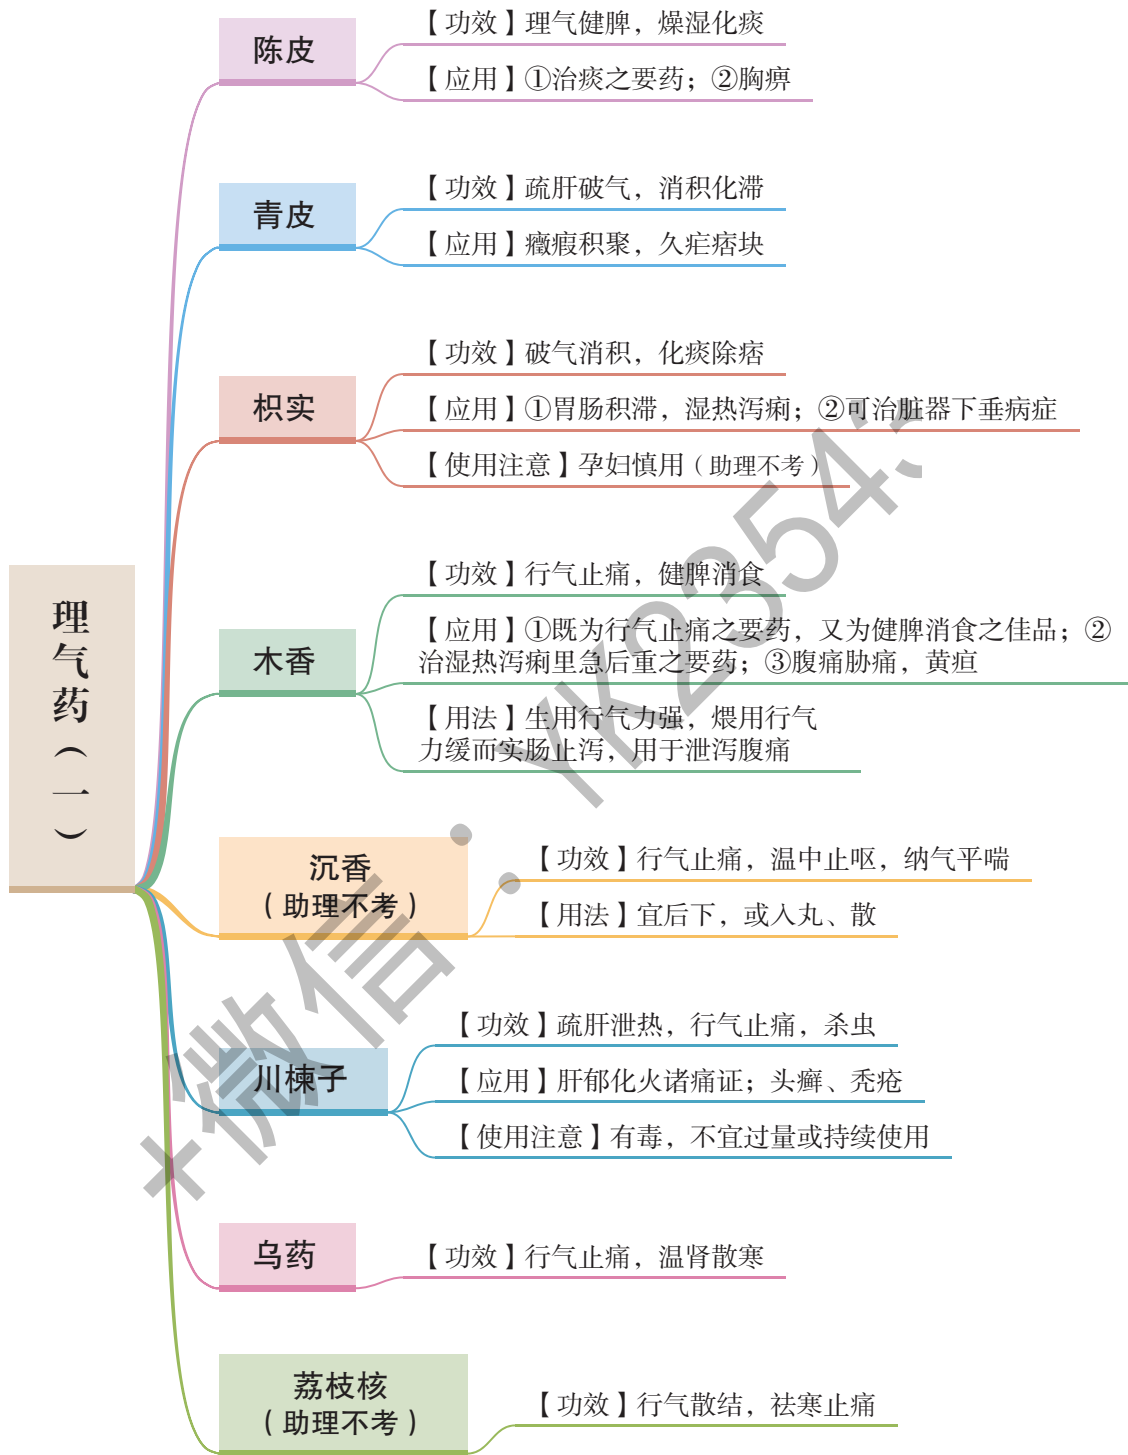 理气药（一）
陈皮
【功效】理气健脾，燥湿化痰
【应用】①治痰之要药；②胸痹
青皮
【功效】疏肝破气，消积化滞
【应用】癥瘕积聚，久疟痞块
枳实
【功效】破气消积，化痰除痞
【应用】①胃肠积滞，湿热泻痢；②可治脏器下垂病症
【使用注意】孕妇慎用（助理不考）
木香
【功效】行气止痛，健脾消食
【应用】①既为行气止痛之要药，又为健脾消食之佳品；②
治湿热泻痢里急后重之要药；③腹痛胁痛，黄疸
【用法】生用行气力强，煨用行气
力缓而实肠止泻，用于泄泻腹痛
沉香
（助理不考）
【功效】行气止痛，温中止呕，纳气平喘
【用法】宜后下，或入丸、散
川楝子
【功效】疏肝泄热，行气止痛，杀虫
【应用】肝郁化火诸痛证；头癣、秃疮
【使用注意】有毒，不宜过量或持续使用
乌药
【功效】行气止痛，温肾散寒
荔枝核
（助理不考）
【功效】行气散结，祛寒止痛
+微信：YK2354